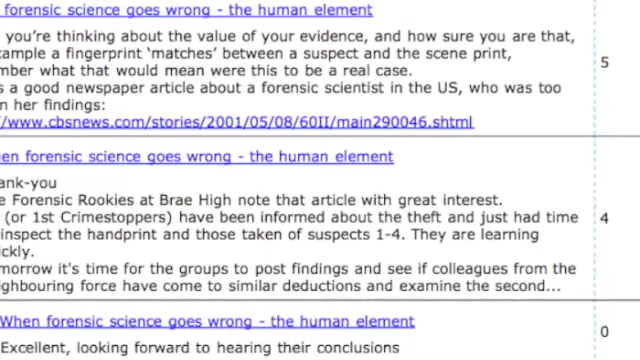 forensic science goes wrong - the human element
you're thinking about the value of your evidence, and how sure you are that,
xample a fingerprint 'matches' between a suspect and the scene print,
mber what that would mean were this to be a real case.
s a good newspaper article about a forensic scientist in the US, who was too
n her findings:
//www.cbsnews.com/stories/2001/05/08/60II/main290046.shtml
5
en forensic science goes wrong - the human element
ank-you
e Forensic Rookies at Brae High note that article with great interest.
(or 1st Crimestoppers) have been informed about the theft and just had time
inspect the handprint and those taken of suspects 1-4. They are learning
ickly.
morrow it's time for the groups to post findings and see if colleagues from the
ghbouring force have come to similar deductions and examine the second...
4
When forensic science goes wrong - the human element
Excellent, looking forward to hearing their conclusions
0